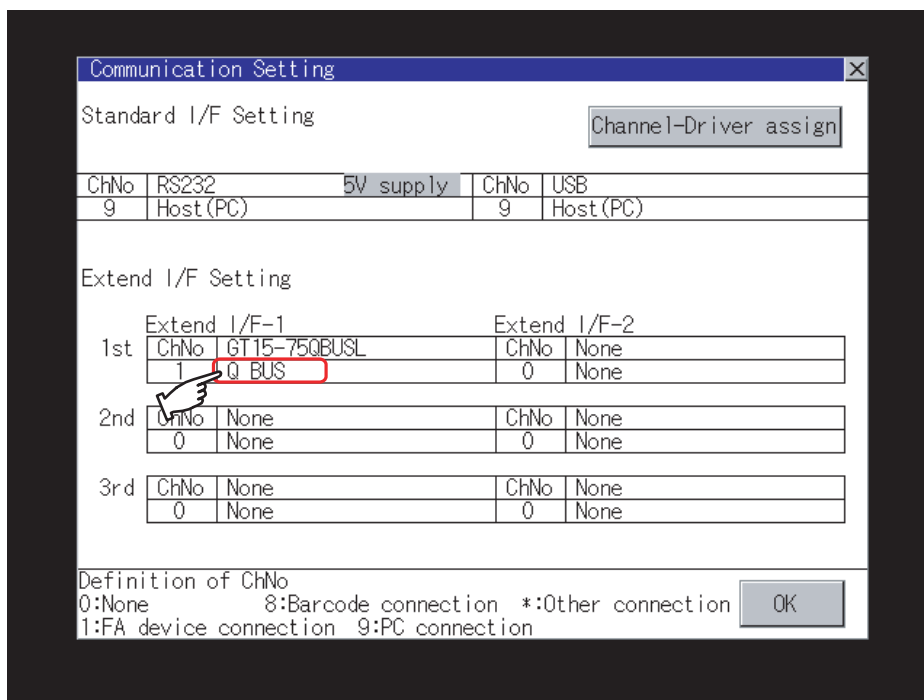 Communication Setting
Standard I/F Setting
Channel-Driver assign
ChNo RS232 5V supply ChNo USB
9 Host(PC) 9 Host(PC)
Extend I/F Setting
Extend I/F-1 Extend I/F-2
1st ChNo GT15-75QBUSL ChNo None
1 Q BUS 0 None
2nd ChNo None ChNo None
0 None 0 None
3rd ChNo None ChNo None
0 None 0 None
Definition of ChNo
0:None 8:Barcode connection *:Other connection OK
1:FA device connection 9:PC connection